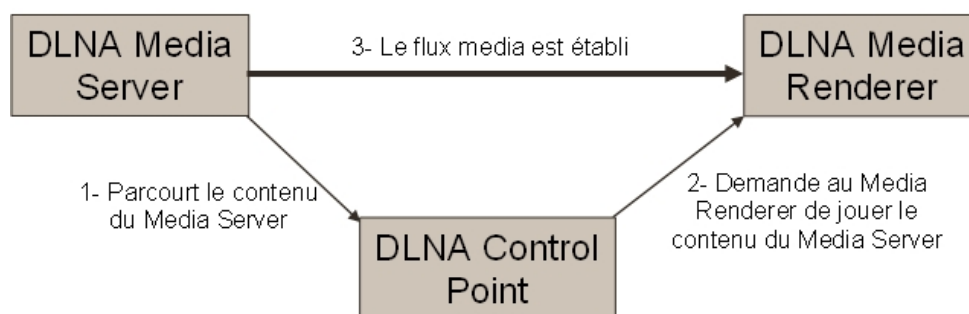 DLNA Media
Server
3- Le flux media est établi
DLNA Media
Renderer
1- Parcourt le contenu
du Media Server
2- Demande au Media
Renderer de jouer le
contenu du Media Server
DLNA Control
Point